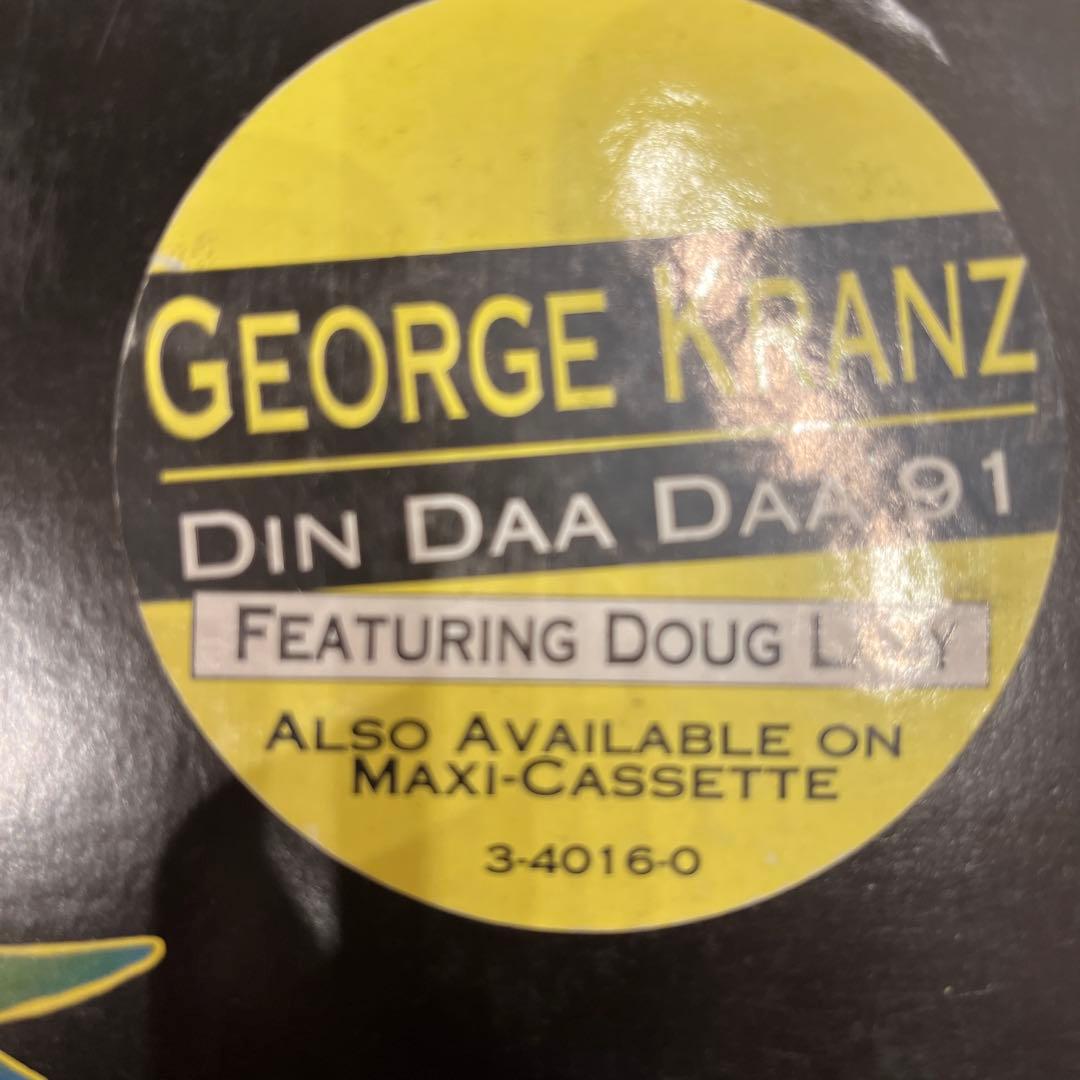 GEORGE KRANZ
DIN DAA DAA 91
FEATURING DOUG
ALSO AVAILABLE ON
MAXI-CASSETTE
3-4016-0